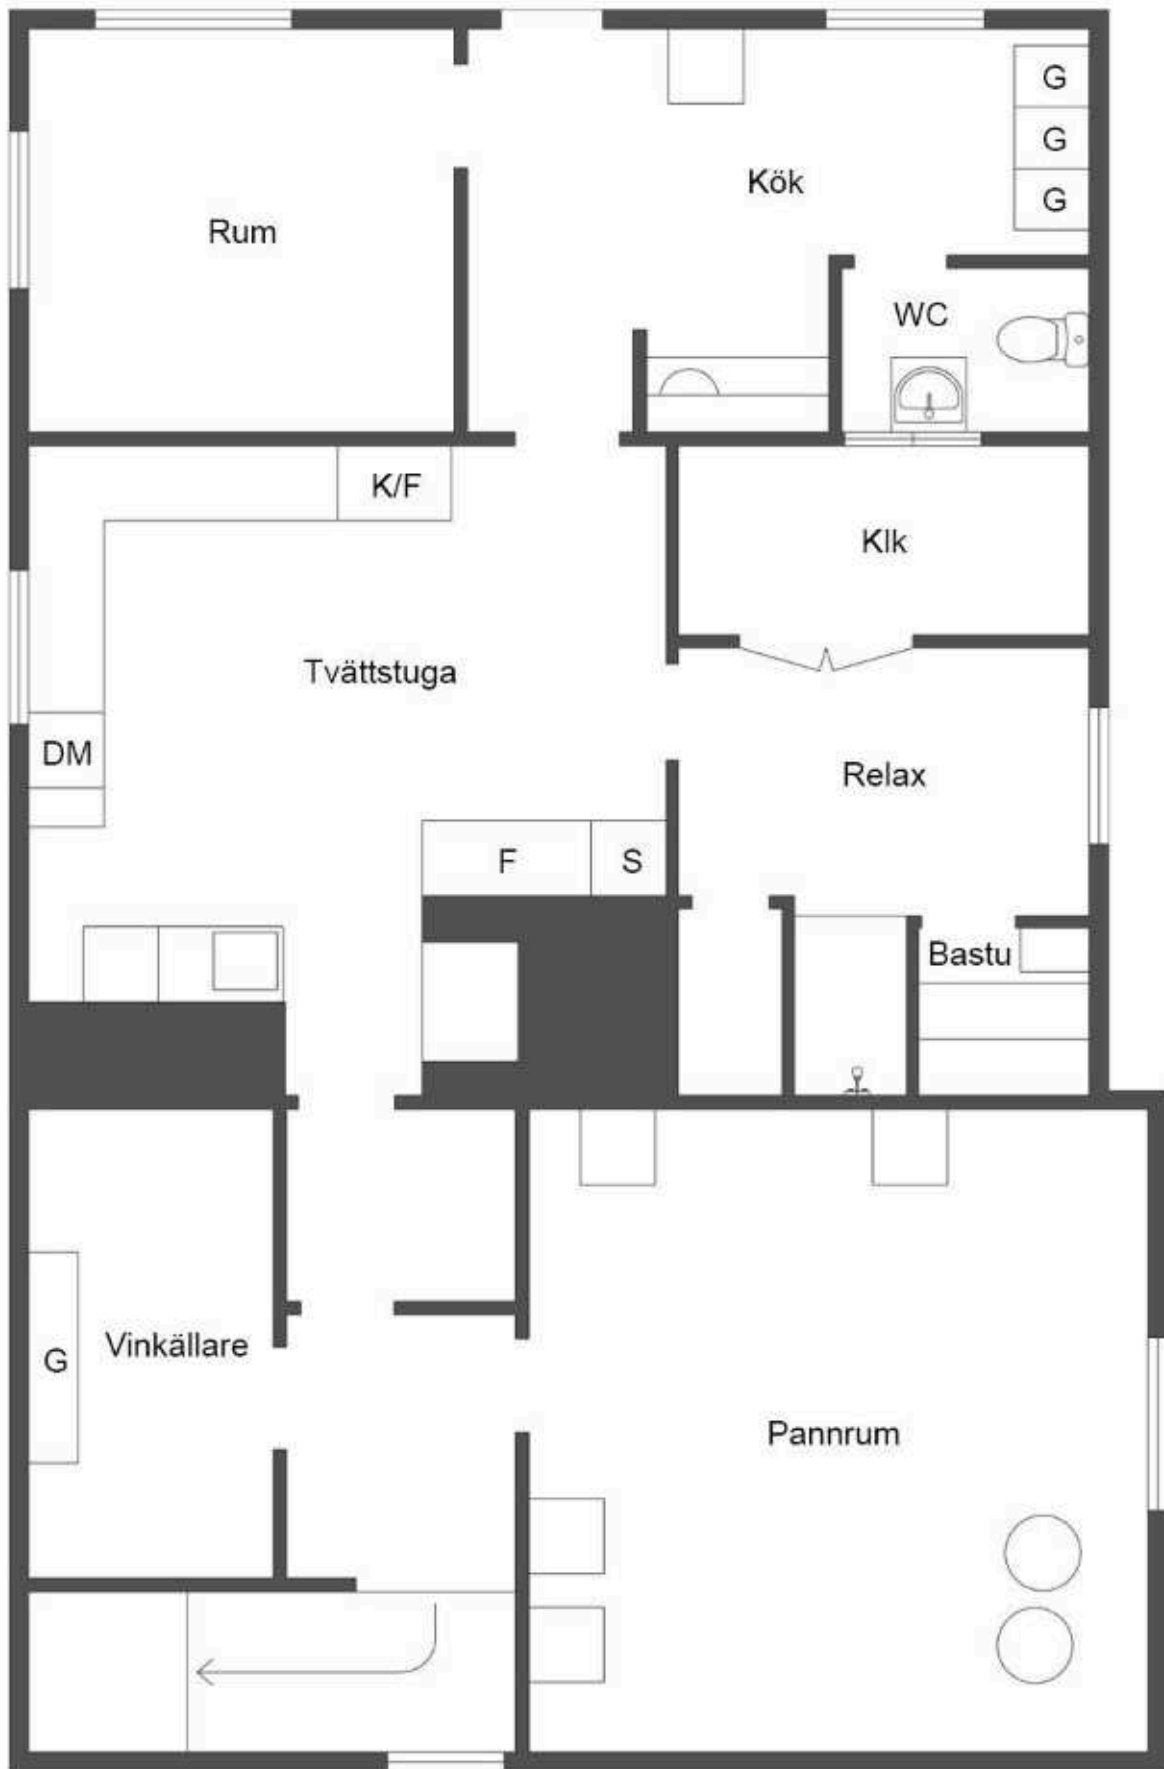 G
G
Kök
G
Rum
WC
K/F
Klk
Tvättstuga
DM
Relax
F
S
Bastu
Vinkällare
G
Pannrum